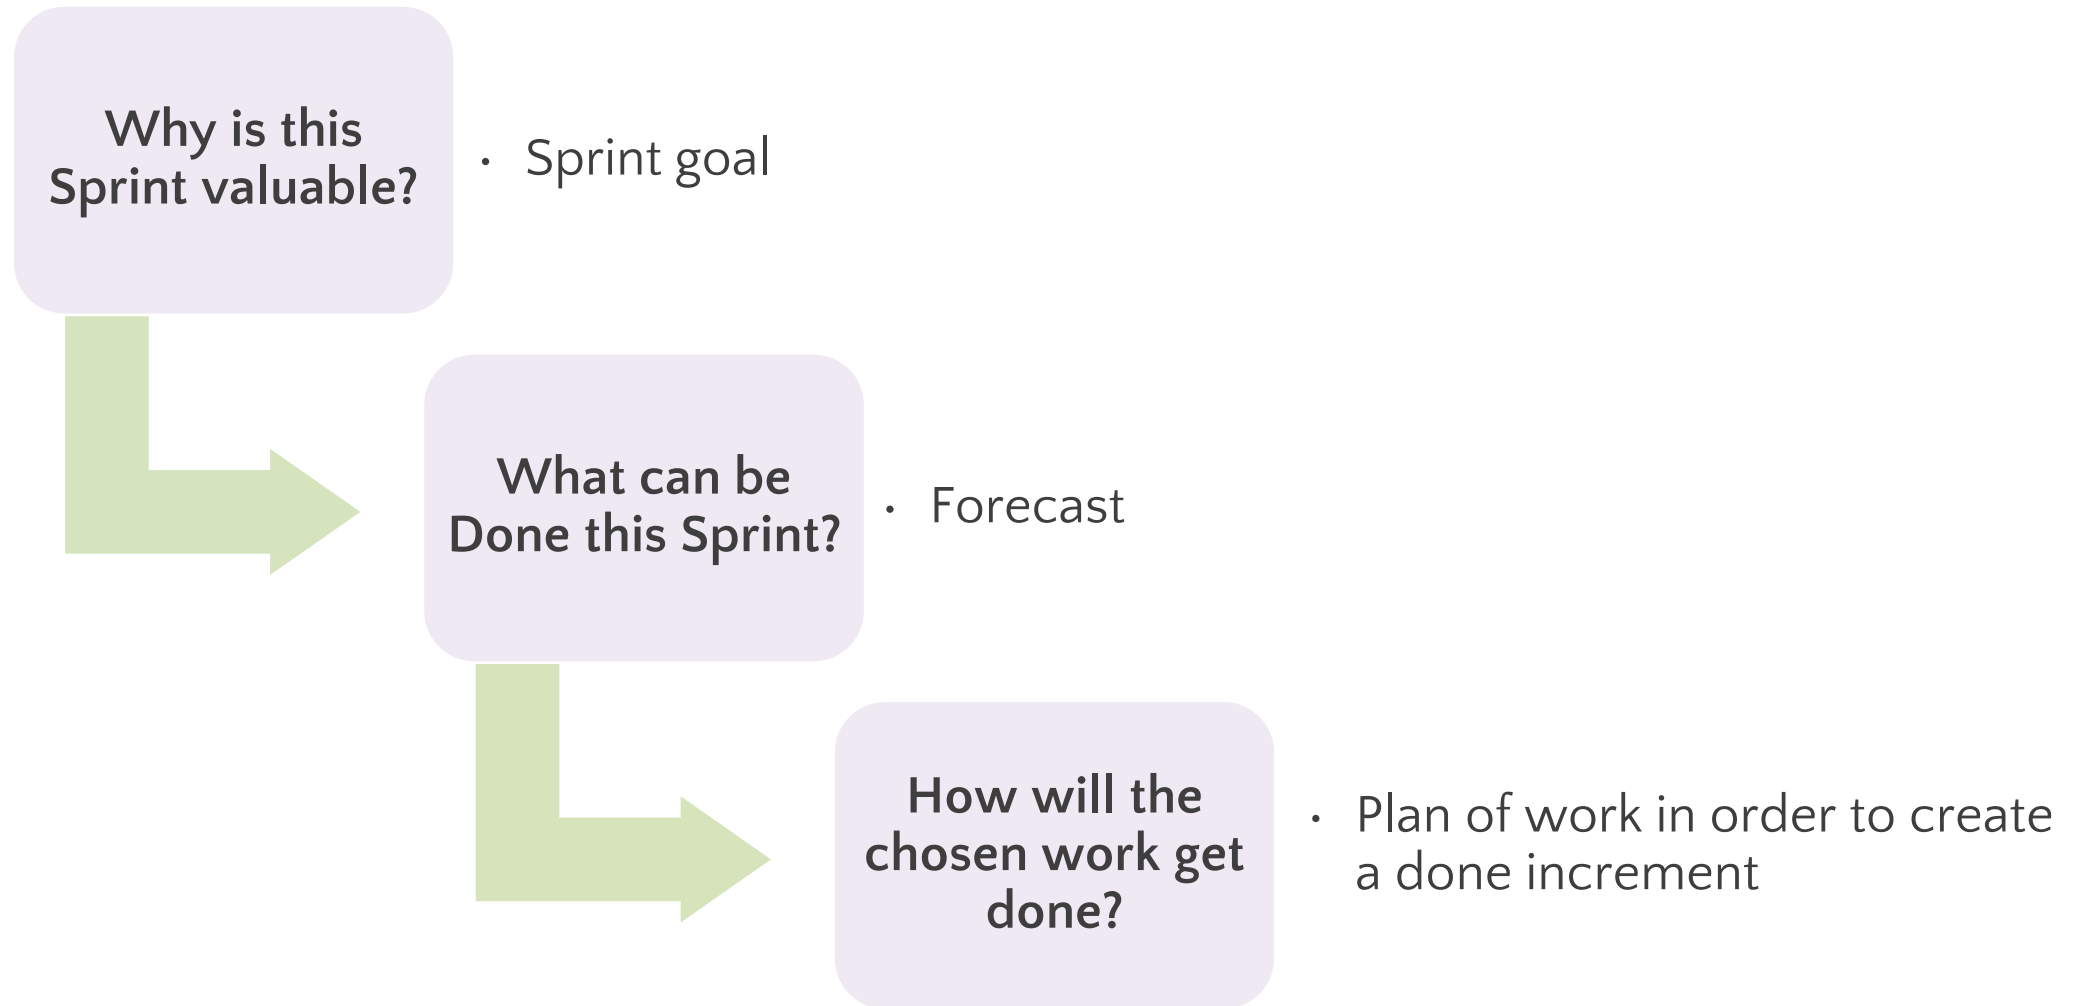 Why is this
Sprint valuable?
• Sprint goal
What can be
Done this Sprint?
• Forecast
How will the
chosen work get
done?
• Plan of work in order to create
a done increment